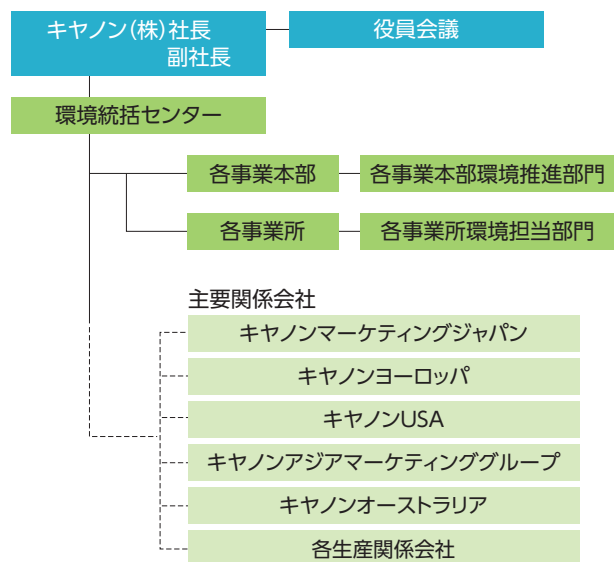 キヤノン(株)社長
副社長
役員会議
環境統括センター
各事業本部
各事業本部環境推進部門
各事業所
各事業所環境担当部門
主要関係会社
キヤノンマーケティングジャパン
キヤノンヨーロッパ
キヤノンUSA
キヤノンアジアマーケティンググループ
キヤノンオーストラリア
各生産関係会社